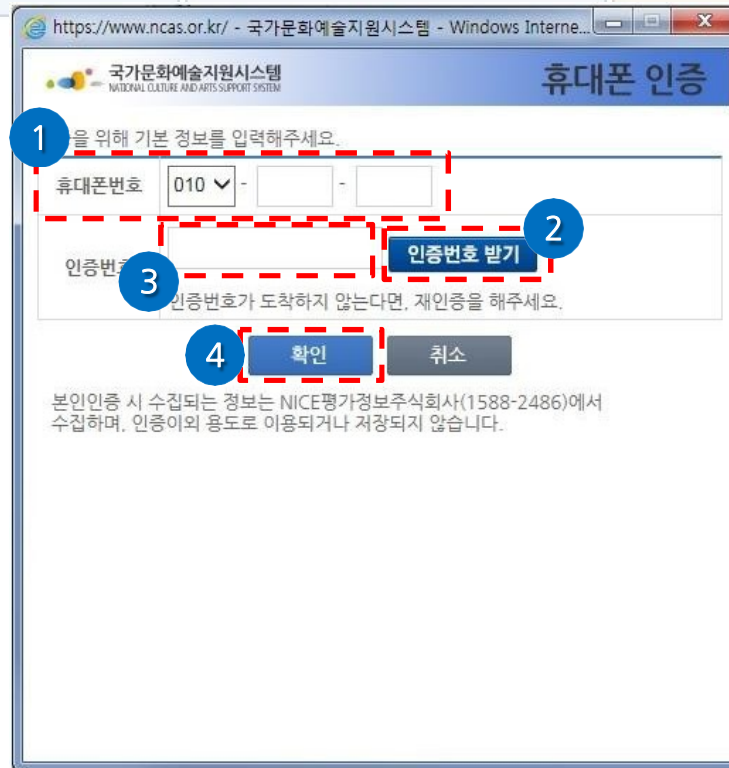 https://www.ncas.or.kr/ - 국가문화예술지원시스템 - Windows Interne...
국가문화예술지원시스템
NATIONAL CULTURE AND ARTS SUPPORT SYSTEM
휴대폰 인증
1
을 위해 기본 정보를 입력해주세요.
휴대폰번호 010 - -
2
인증번 인증번호 받기
3
인증번호가 도착하지 않는다면, 재인증을 해주세요.
4 확인 취소
본인인증 시 수집되는 정보는 NICE평가정보주식회사(1588-2486)에서
수집하며, 인증이외 용도로 이용되거나 저장되지 않습니다.